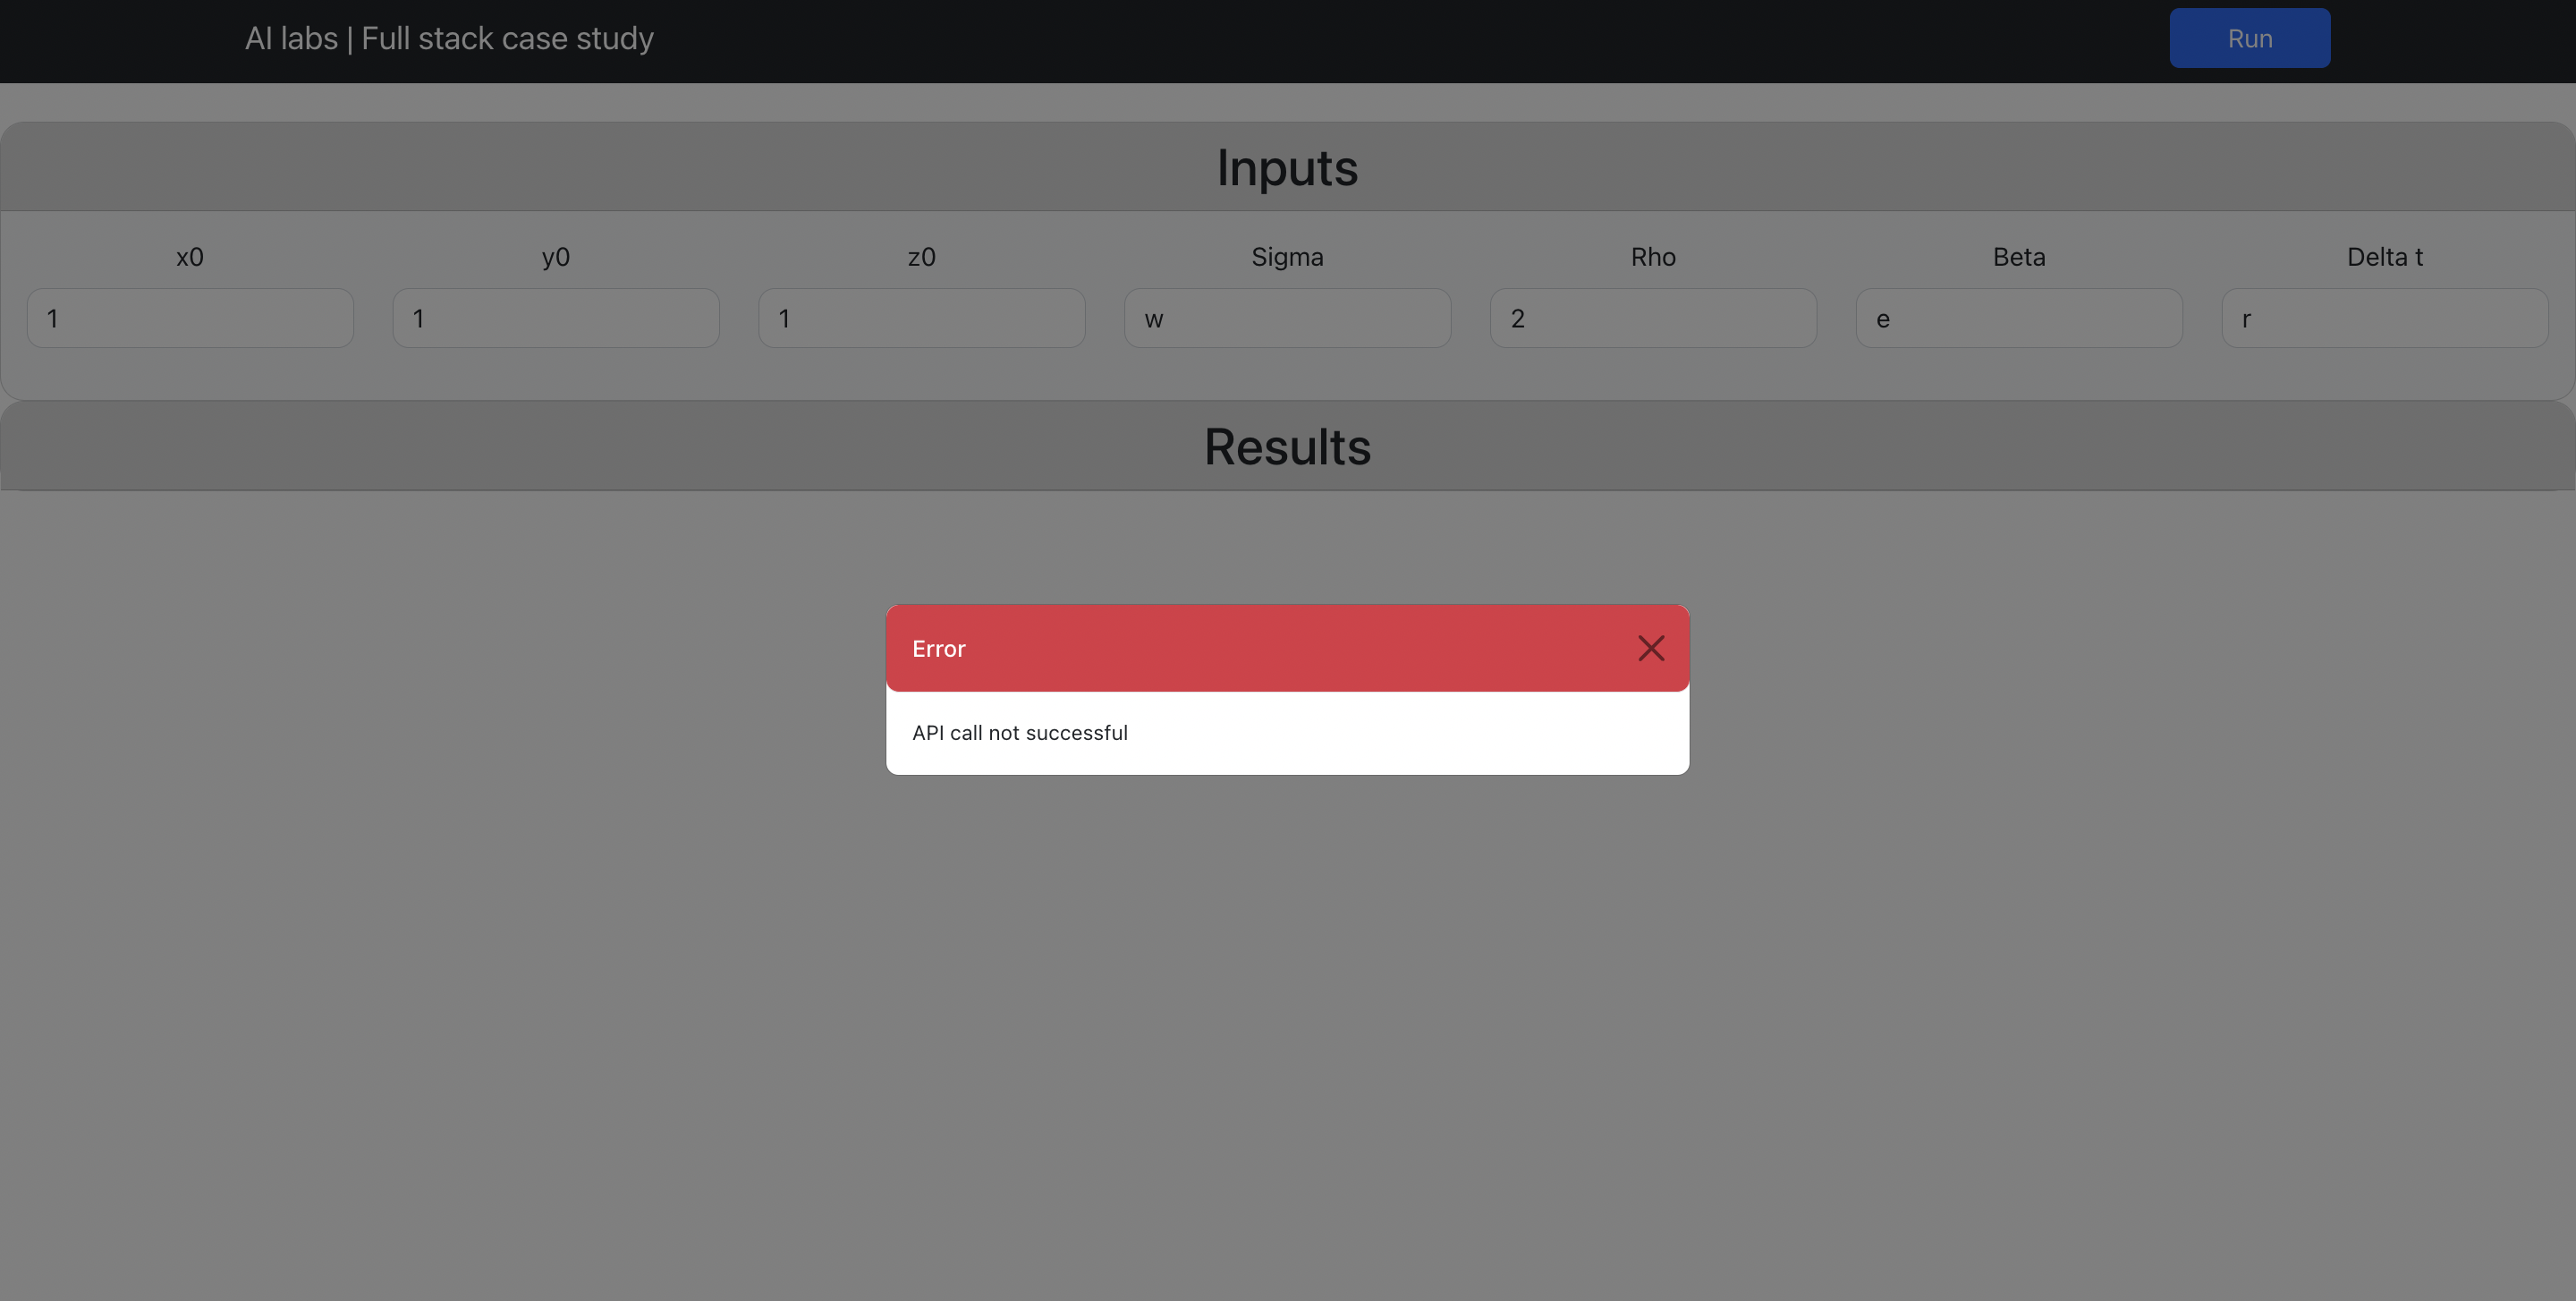 AI labs | Full stack case study
Run
Inputs
x0 y0 z0 Sigma Rho Beta Delta t
1 1 1 w 2 e r
Results
Error
API call not successful